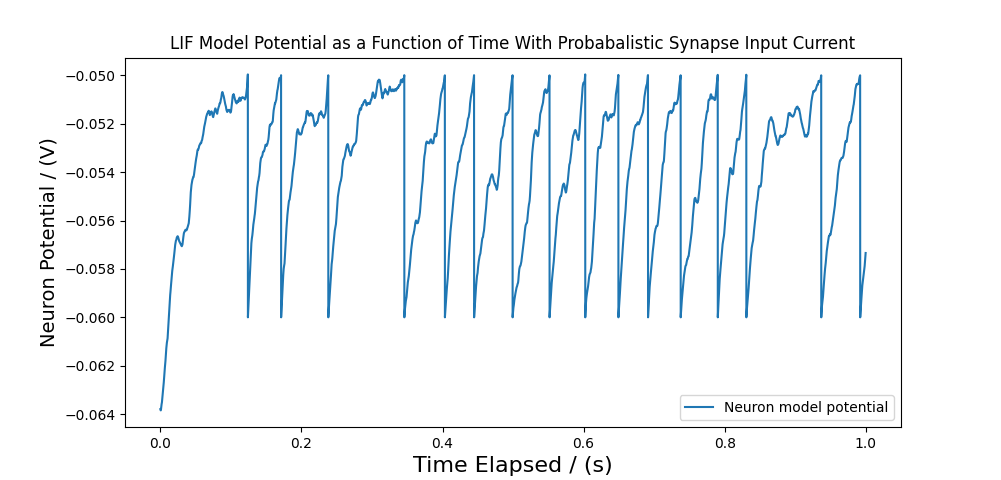 LIF Model Potential as a Function of Time With Probabalistic Synapse Input Current
−0.050
−0.052
−0.054
−0.056
−0.058
−0.060
−0.062
−0.064
Neuron Potential / (V)
Neuron model potential
0.0 0.2 0.4 0.6 0.8 1.0
Time Elapsed / (s)